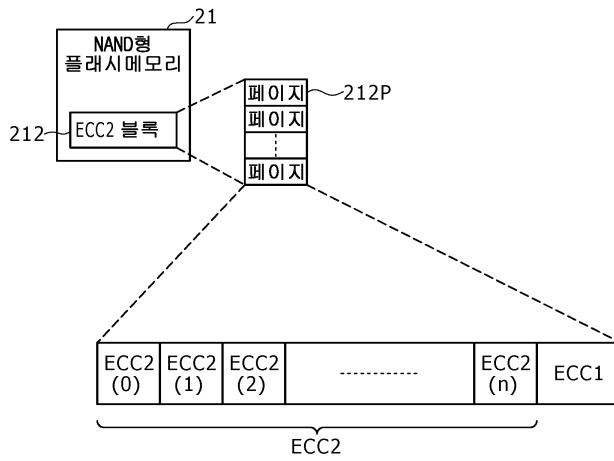 21
NAND형
플래시메모리
212
ECC2 블록
페이지
212P
페이지
페이지
ECC2
(0)
ECC2
(1)
ECC2
(2)
ECC2
(n)
ECC1
ECC2